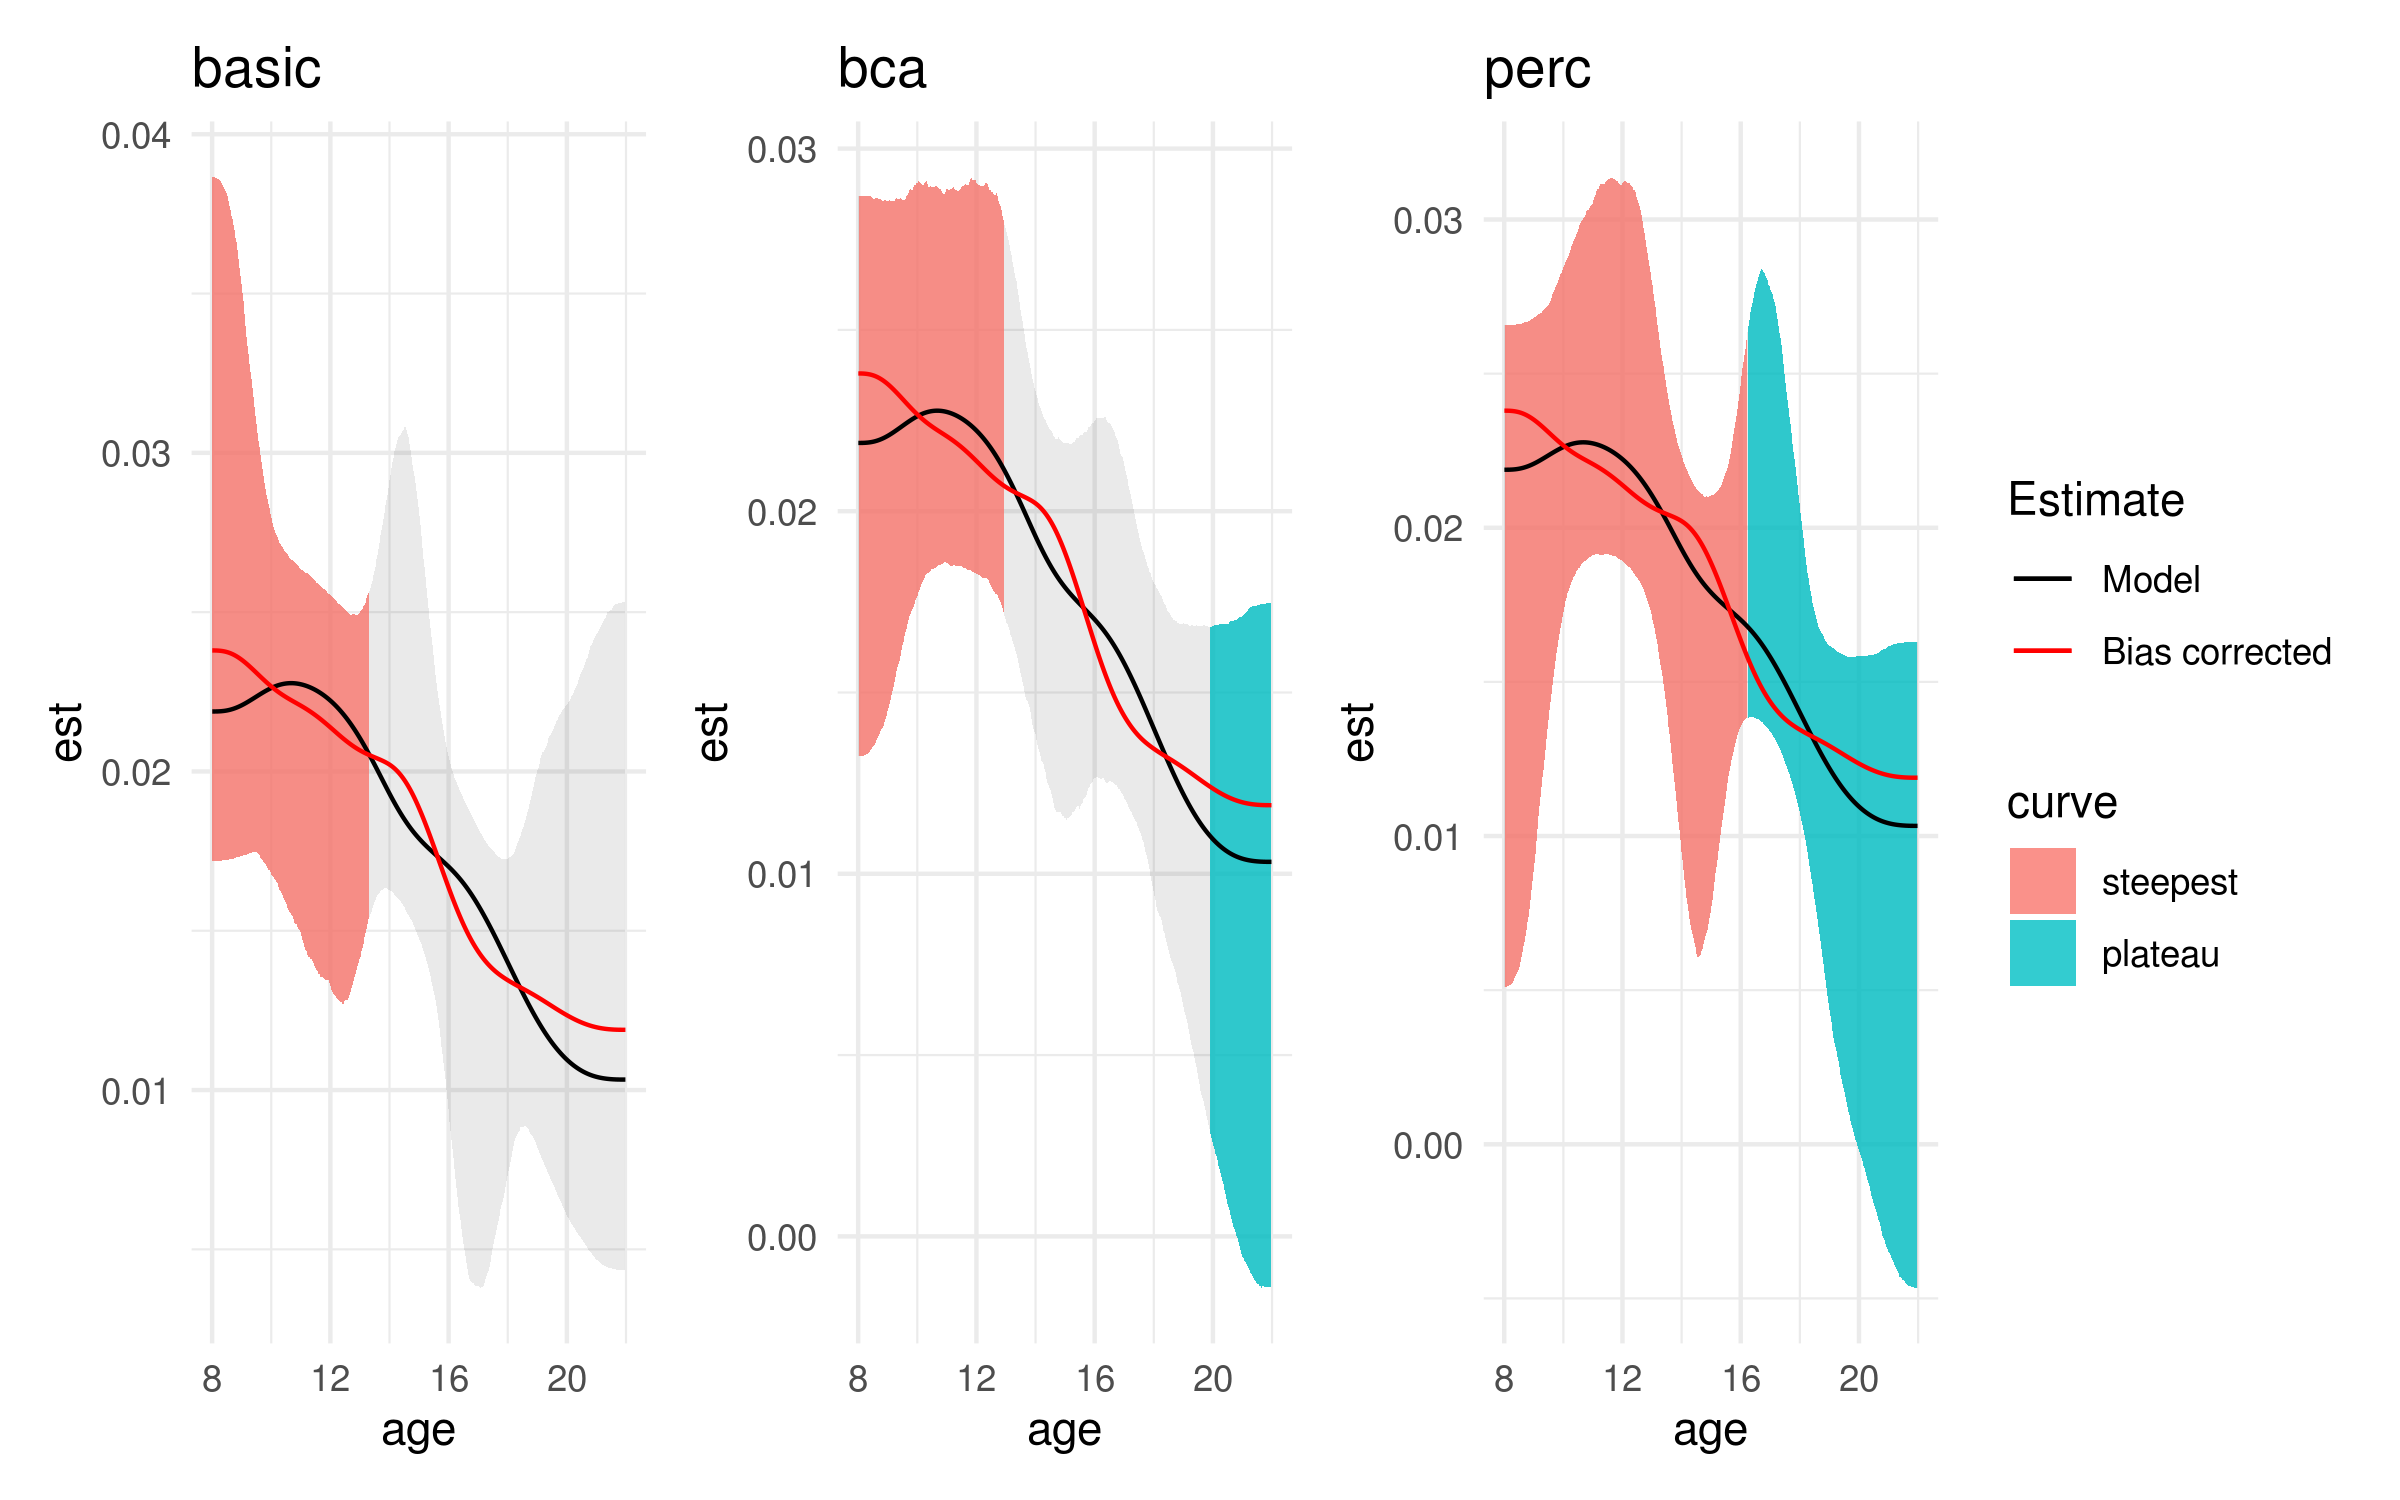 basic
0.04
0.03
0.02
0.01
est
8 12 16 20
age
bca
0.03
0.02
0.01
0.00
est
8 12 16 20
age
perc
0.03
0.02
0.01
0.00
est
8 12 16 20
age
Estimate
Model
Bias corrected
curve
steepest
plateau